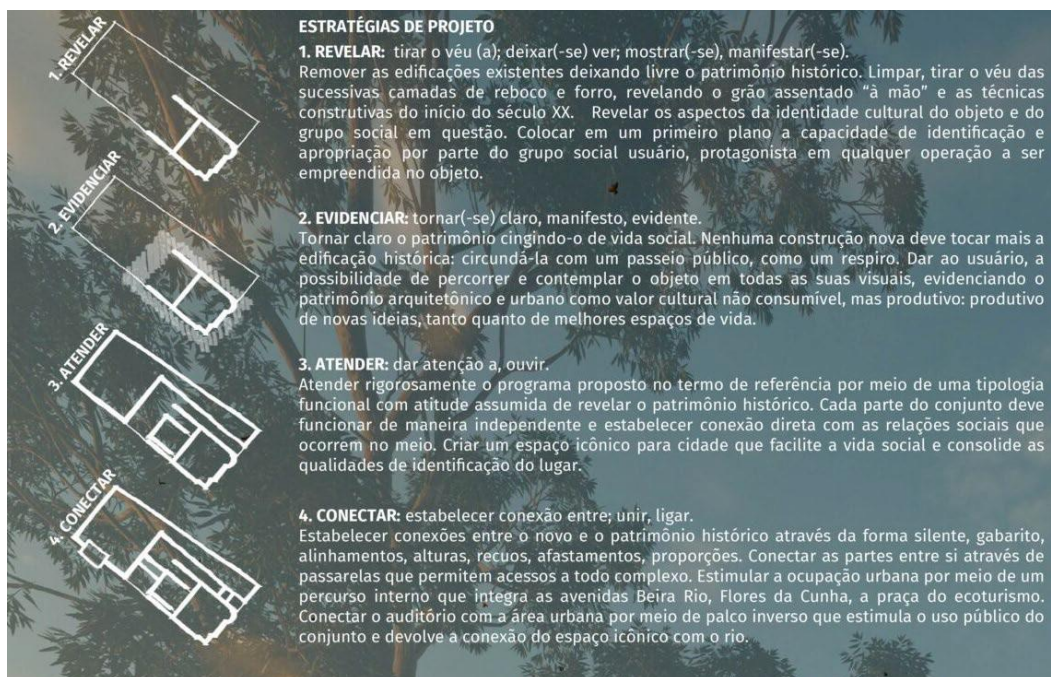 ESTRATÉGIAS DE PROJETO
1. REVELAR: tirar o véu (a); deixar(-se) ver; mostrar(-se), manifestar(-se).
Remover as edificações existentes deixando livre o patrimônio histórico. Limpar, tirar o véu das
sucessivas camadas de reboco e forro, revelando o grão assentado “à mão” e as técnicas
construtivas do início do século XX. Revelar os aspectos da identidade cultural do objeto e do
grupo social em questão. Colocar em um primeiro plano a capacidade de identificação e
apropriação por parte do grupo social usuário, protagonista em qualquer operação a ser
empreendida no objeto.
2. EVIDENCIAR: tornar(-se) claro, manifesto, evidente.
Tornar claro o patrimônio cingindo-o de vida social. Nenhuma construção nova deve tocar mais a
edificação histórica: circundá-la com um passeio público, como um respiro. Dar ao usuário, a
possibilidade de percorrer e contemplar o objeto em todas as suas visuais, evidenciando o
patrimônio arquitetônico e urbano como valor cultural não consumível, mas produtivo: produtivo
de novas ideias, tanto quanto de melhores espaços de vida.
3. ATENDER: dar atenção a, ouvir.
Atender rigorosamente o programa proposto no termo de referência por meio de uma tipologia
funcional com atitude assumida de revelar o patrimônio histórico. Cada parte do conjunto deve
funcionar de maneira independente e estabelecer conexão direta com as relações sociais que
ocorrem no meio. Criar um espaço icônico para cidade que facilite a vida social e consolide as
qualidades de identificação do lugar.
4. CONECTAR: estabelecer conexão entre; unir, ligar.
Estabelecer conexões entre o novo e o patrimônio histórico através da forma silente, gabarito,
alinhamentos, alturas, recuos, afastamentos, proporções. Conectar as partes entre si através de
passarelas que permitem acessos a todo complexo. Estimular a ocupação urbana por meio de um
percurso interno que integra as avenidas Beira Rio, Flores da Cunha, a praça do ecoturismo.
Conectar o auditório com a área urbana por meio de palco inverso que estimula o uso público do
conjunto e devolve a conexão do espaço icônico com o rio.
1. REVELAR
2. EVIDENCIAR
3. ATENDER
4. CONECTAR